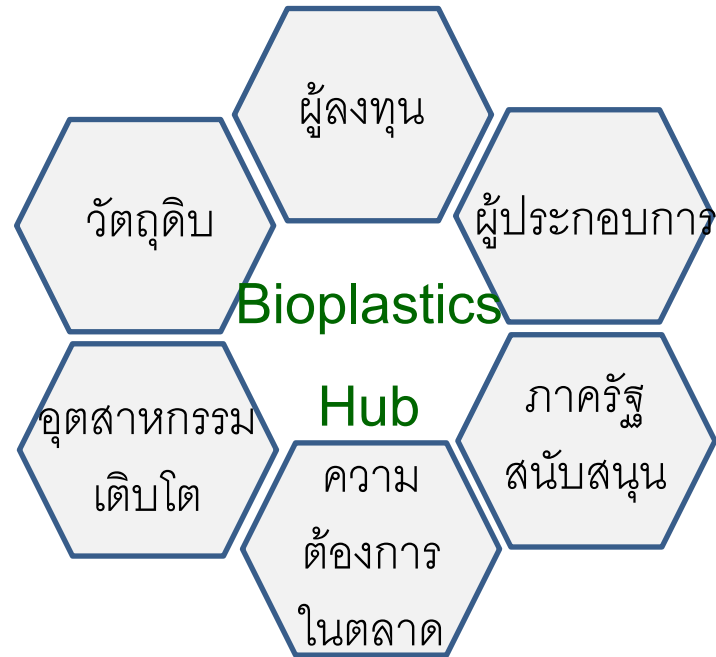 ผู้ลงทุน
วัตถุดิบ
ผู้ประกอบการ
Bioplastics
Hub
อุตสาหกรรม
เติบโต
ภาครัฐ
สนับสนุน
ความ
ต้องการ
ในตลาด